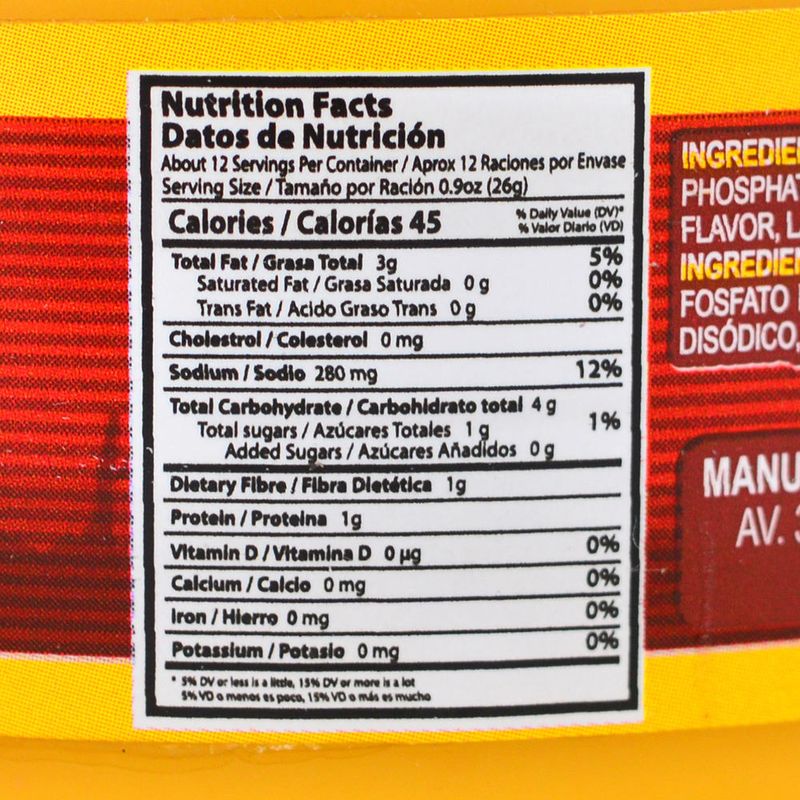 Nutrition Facts
Datos de Nutrición
About 12 Servings Per Container / Aprox 12 Raciones por Envase
Serving Size / Tamaño por Ración 0.9oz (26g)
Calories / Calorías 45
% Daily Value (DV)*
% Valor Diario (VD)
Total Fat / Grasa Total 3g 5%
Saturated Fat / Grasa Saturada 0 g 0%
Trans Fat / Acido Graso Trans 0 g 0%
Cholestrol / Colesterol 0 mg
Sodium / Sodio 280 mg 12%
Total Carbohydrate / Carbohidrato total 4 g 1%
Total sugars / Azúcares Totales 1 g
Added Sugars / Azúcares Añadidos 0 g
Dietary Fibre / Fibra Dietética 1g
Protein / Proteina 1g
Vitamin D / Vitamina D 0 µg 0%
Calcium / Calcio 0 mg 0%
Iron / Hierro 0 mg 0%
Potassium / Potasio 0 mg 0%
* 5% DV or less is a little, 15% DV or more is a lot
5% VD o menos es poco, 15% VD o más es mucho
INGREDIE
PHOSPHAT
FLAVOR, L
INGREDIEN
FOSFATO
DISÓDICO,
MANU
AV. 3